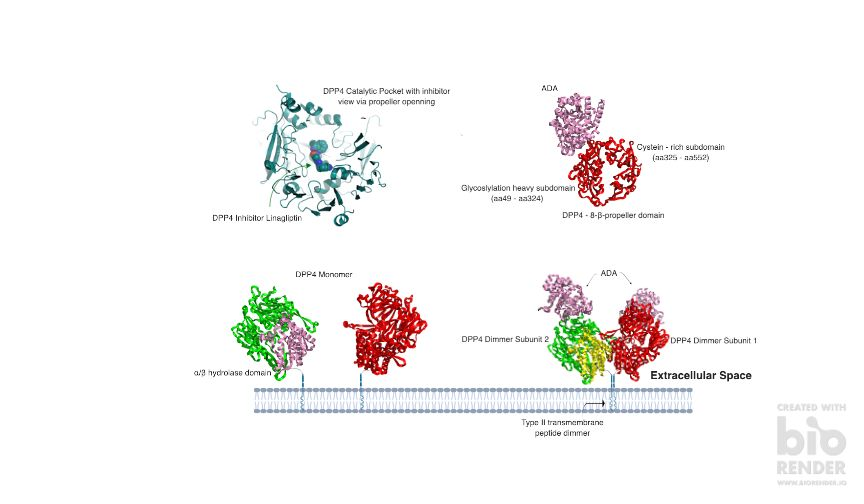 DPP4 Catalytic Pocket with inhibitor
view via propeller openning
DPP4 Inhibitor Linagliptin
ADA
Cystein - rich subdomain
(aa325 - aa552)
Glycoslylation heavy subdomain
(aa49 - aa324)
DPP4 - 8-β-propeller domain
DPP4 Monomer
α/β hydrolase domain
ADA
DPP4 Dimmer Subunit 2
DPP4 Dimmer Subunit 1
Extracellular Space
Type II transmembrane
peptide dimmer
CREATED WITH
bio
RENDER
WWW.BIORENDER.IO